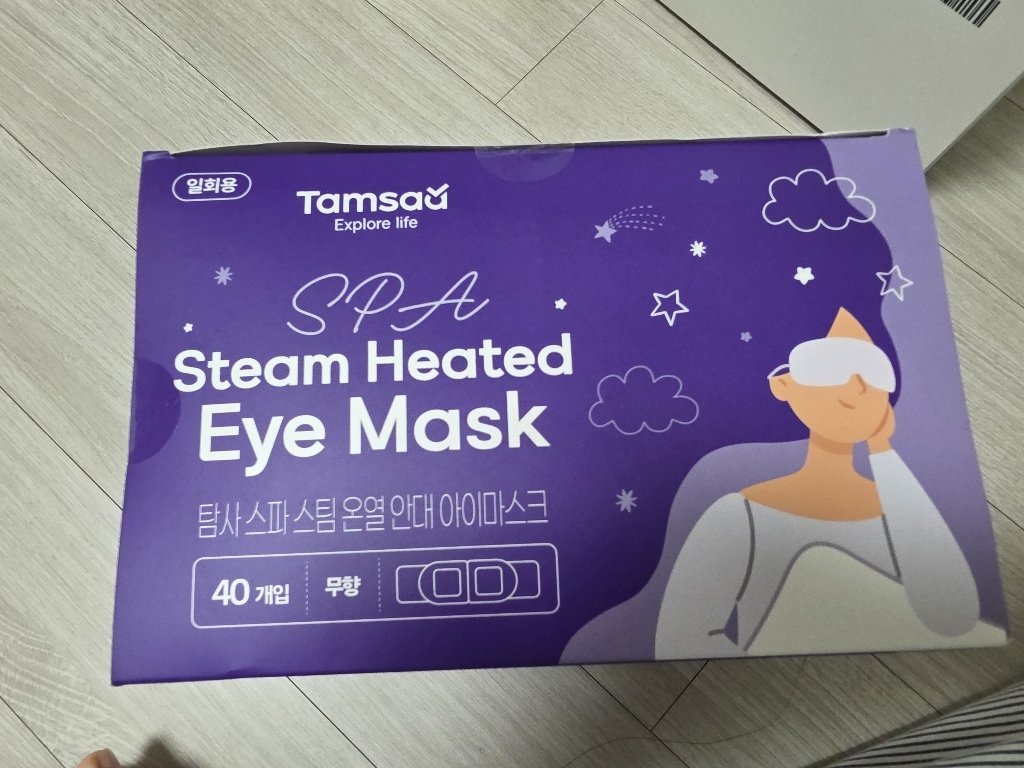 일회용
Tamsaa
Explore life
SPA
Steam Heated
Eye Mask
탐사 스파 스팀 온열 안대 아이마스크
40 개입
무향